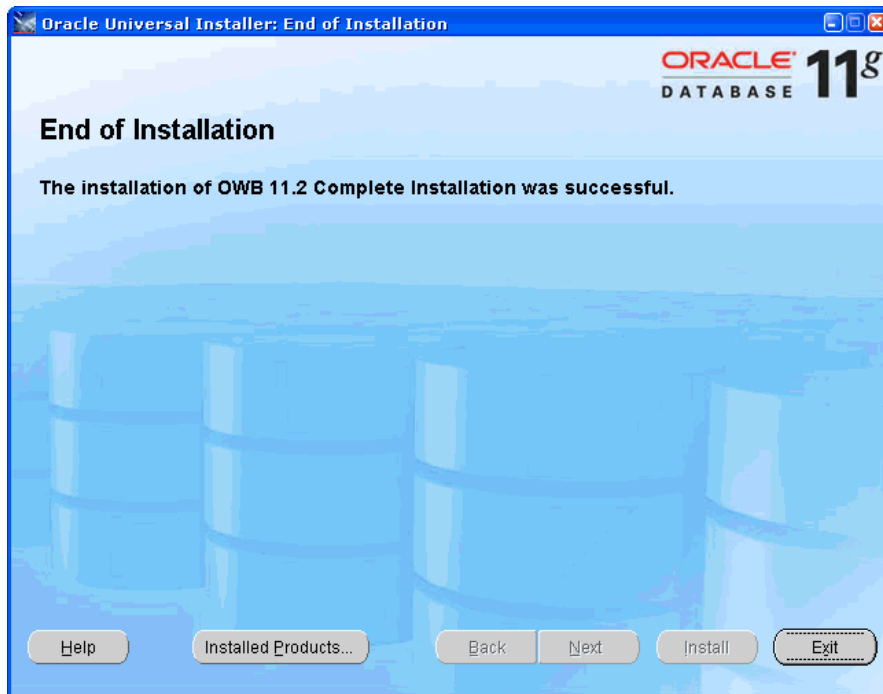 Oracle Universal Installer: End of Installation
ORACLE DATABASE 11g
End of Installation
The installation of OWB 11.2 Complete Installation was successful.
Help Installed Products... Back Next Install Exit